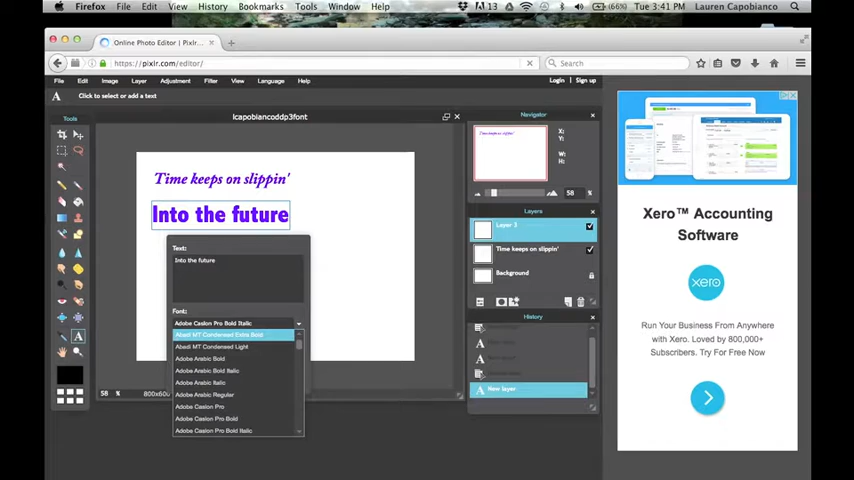 Firefox File Edit View History Bookmarks Tools Window Help 13 (66%) Tue 3:41 PM Lauren Capobianco
Online Photo Editor | Pixlr...
https://pixlr.com/editor/
Search
File Edit Image Layer Adjustment Filter View Language Help
Login Sign up
Click to select or add a text
Tools
lcapobiancoddp3font
Time keeps on slippin'
Into the future
Text:
Into the future
Font:
Adobe Caslon Pro Bold Italic
Abadi MT Condensed Extra Bold
Abadi MT Condensed Light
Adobe Arabic Bold
Adobe Arabic Bold Italic
Adobe Arabic Italic
Adobe Arabic Regular
Adobe Caslon Pro
Adobe Caslon Pro Bold
Adobe Caslon Pro Bold Italic
58 %
Navigator
Time keeps on slippin'
X:
Y:
W:
H:
58 %
Layers
Layer 3
Time keeps on slippin'
Background
History
New layer
Xero™ Accounting
Software
xero
Run Your Business From Anywhere
with Xero. Loved by 800,000+
Subscribers. Try For Free Now